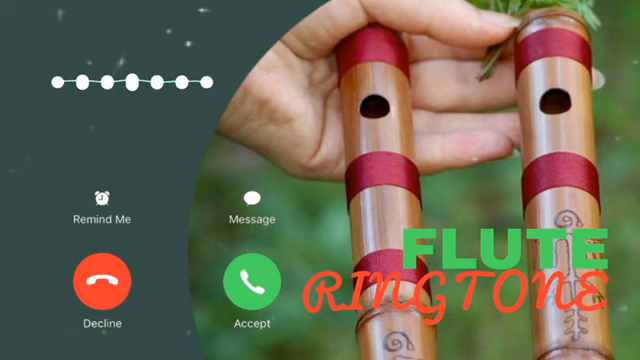 Remind Me
Message
Decline
Accept
FLUTE
RINGTONE